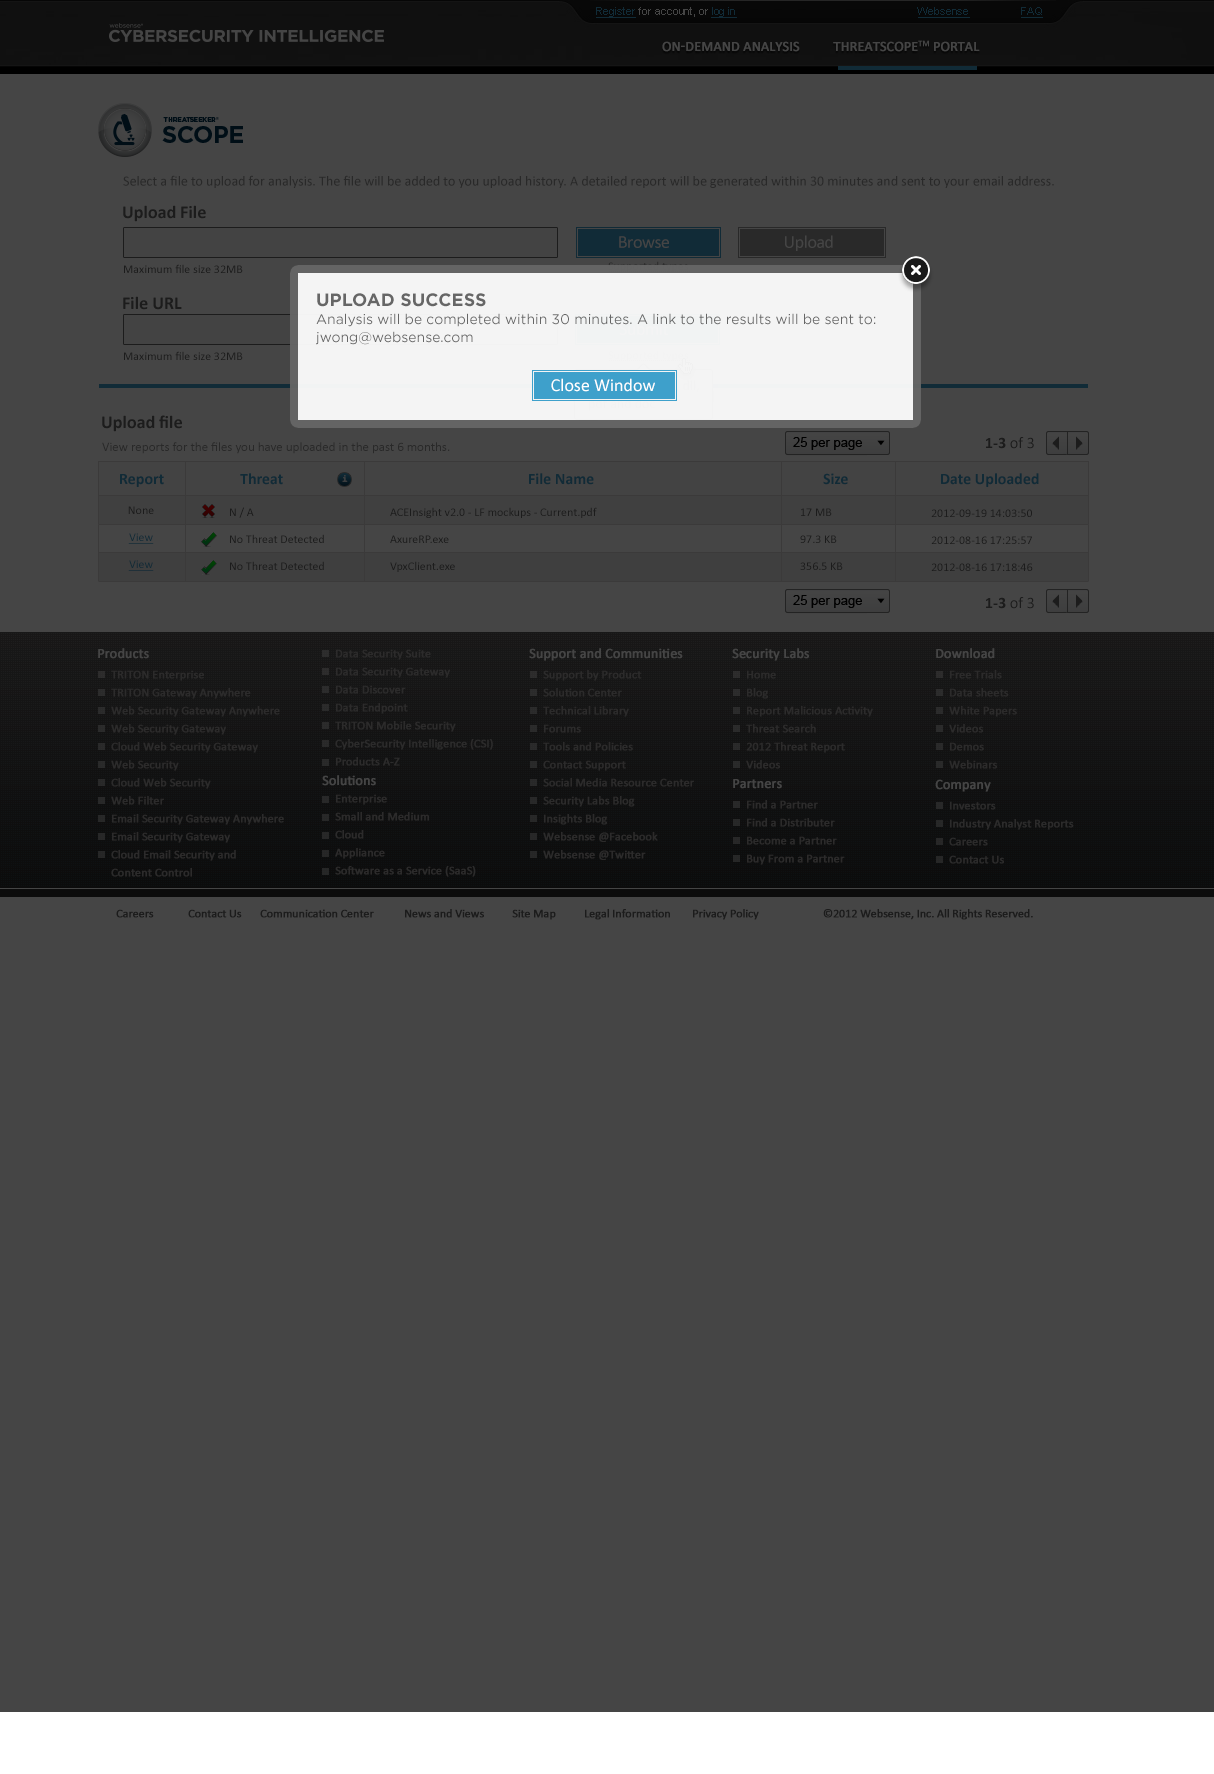 Register for account, or log in
Websense
FAQ
websense®
CYBERSECURITY INTELLIGENCE
ON-DEMAND ANALYSIS
THREATSCOPE™ PORTAL
THREATSEEKER®
SCOPE
Select a file to upload for analysis. The file will be added to you upload history. A detailed report will be generated within 30 minutes and sent to your email address.
Upload File
Browse
Upload
Maximum file size 32MB
File URL
Maximum file size 32MB
UPLOAD SUCCESS
Analysis will be completed within 30 minutes. A link to the results will be sent to:
jwong@websense.com
Close Window
Upload file
View reports for the files you have uploaded in the past 6 months.
25 per page
1-3 of 3
Report Threat File Name Size Date Uploaded
None N / A ACEInsight v2.0 - LF mockups - Current.pdf 17 MB 2012-09-19 14:03:50
View No Threat Detected AxureRP.exe 97.3 KB 2012-08-16 17:25:57
View No Threat Detected VpxClient.exe 356.5 KB 2012-08-16 17:18:46
25 per page
1-3 of 3
Products
TRITON Enterprise
TRITON Gateway Anywhere
Web Security Gateway Anywhere
Web Security Gateway
Cloud Web Security Gateway
Web Security
Cloud Web Security
Web Filter
Email Security Gateway Anywhere
Email Security Gateway
Cloud Email Security and
Content Control
Data Security Suite
Data Security Gateway
Data Discover
Data Endpoint
TRITON Mobile Security
CyberSecurity Intelligence (CSI)
Products A-Z
Solutions
Enterprise
Small and Medium
Cloud
Appliance
Software as a Service (SaaS)
Support and Communities
Support by Product
Solution Center
Technical Library
Forums
Tools and Policies
Contact Support
Social Media Resource Center
Security Labs Blog
Insights Blog
Websense @Facebook
Websense @Twitter
Security Labs
Home
Blog
Report Malicious Activity
Threat Search
2012 Threat Report
Videos
Partners
Find a Partner
Find a Distributer
Become a Partner
Buy From a Partner
Download
Free Trials
Data sheets
White Papers
Videos
Demos
Webinars
Company
Investors
Industry Analyst Reports
Careers
Contact Us
Careers Contact Us Communication Center News and Views Site Map Legal Information Privacy Policy ©2012 Websense, Inc. All Rights Reserved.